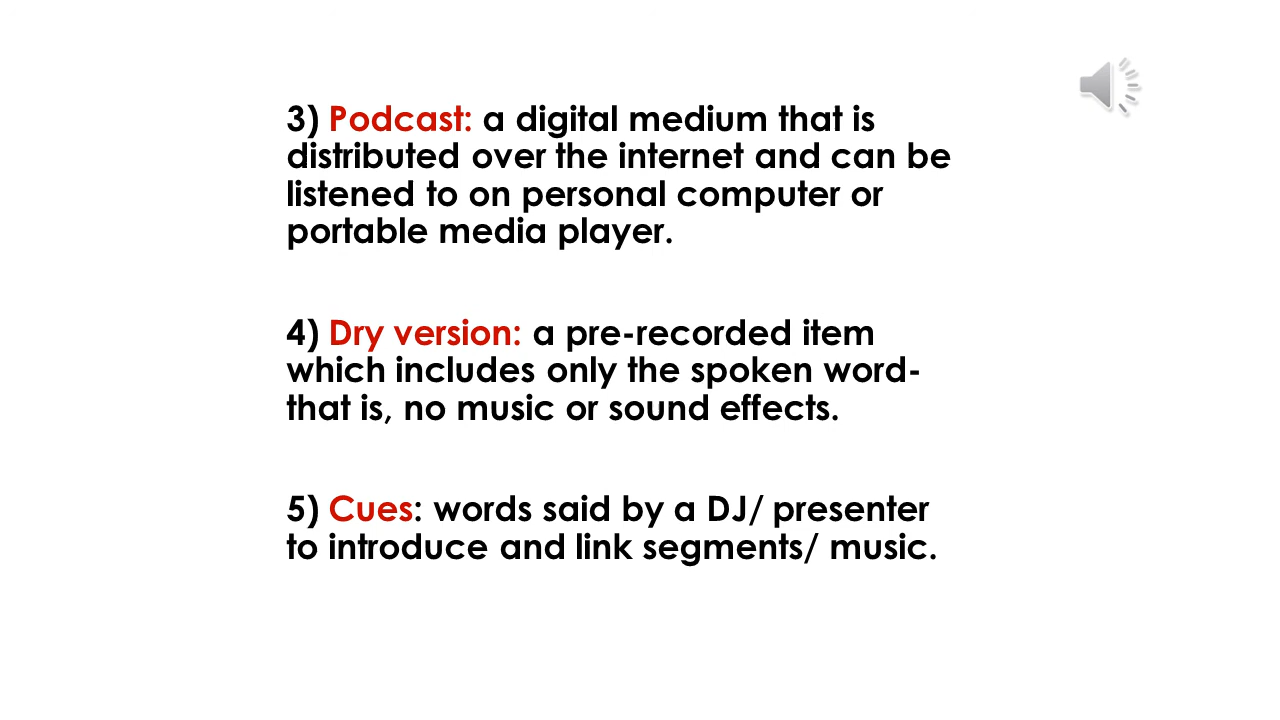 3) Podcast: a digital medium that is
distributed over the internet and can be
listened to on personal computer or
portable media player.
4) Dry version: a pre-recorded item
which includes only the spoken word-
that is, no music or sound effects.
5) Cues: words said by a DJ/ presenter
to introduce and link segments/ music.